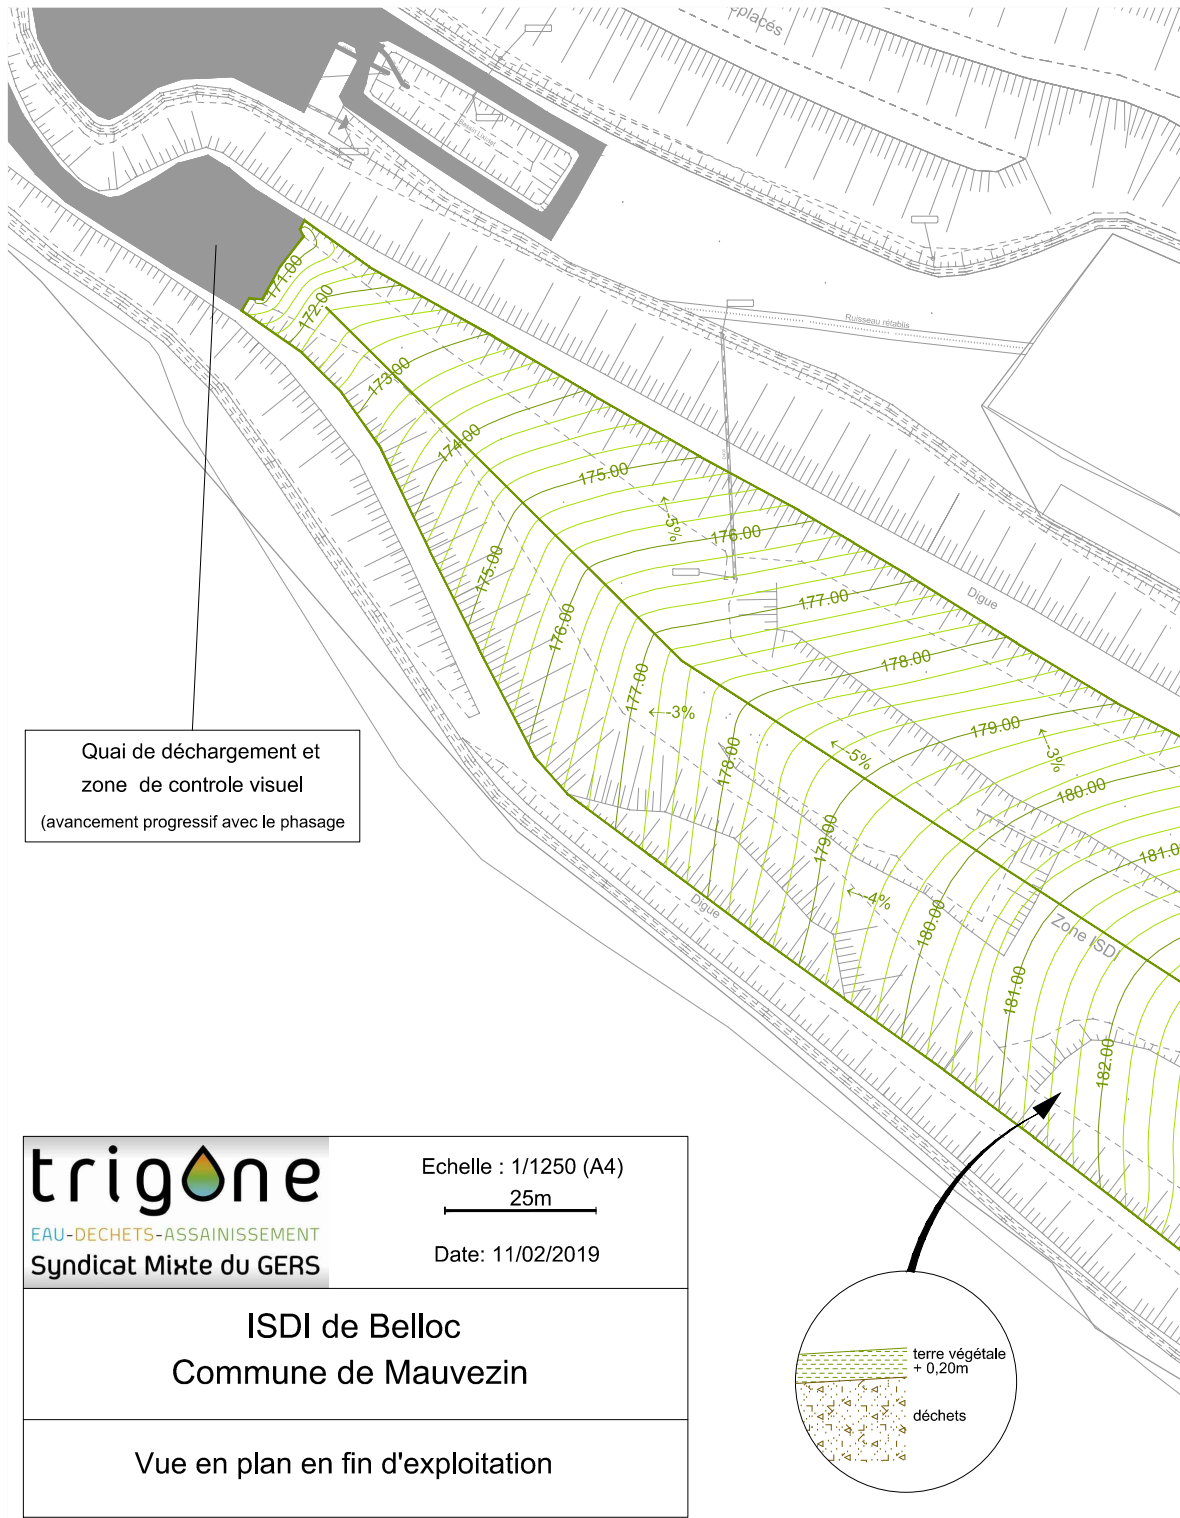 éplacés
Bassin Lixiviat
Ruisseau rétablis
171.00
172.00
173.00
174.00
175.00
176.00
177.00
178.00
179.00
180.00
181.0
←--5%
←--3%
Digue
175.00
176.00
177.00
178.00
179.00
180.00
181.00
182.00
←--3%
←--5%
←--4%
Digue
Zone ISDI
Quai de déchargement et
zone de controle visuel
(avancement progressif avec le phasage
trigone
EAU-DECHETS-ASSAINISSEMENT
Syndicat Mixte du GERS
Echelle : 1/1250 (A4)
25m
Date: 11/02/2019
ISDI de Belloc
Commune de Mauvezin
Vue en plan en fin d'exploitation
terre végétale
+ 0,20m
déchets